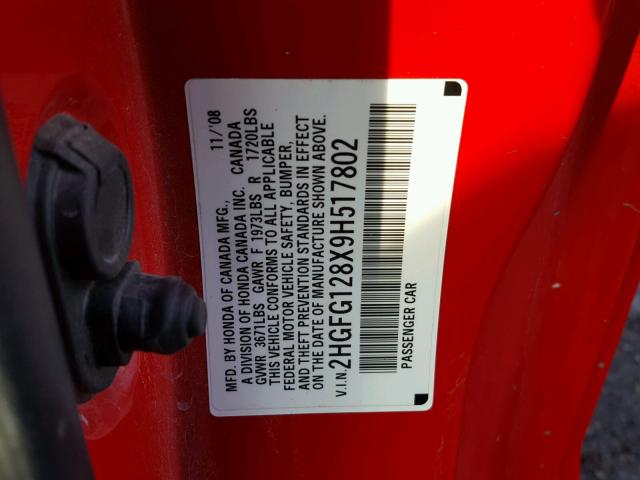 MFD. BY HONDA OF CANADA MFG., 11/'08
A DIVISION OF HONDA CANADA INC. CANADA
GVWR 3671LBS GAWR F 1973LBS R 1720LBS
THIS VEHICLE CONFORMS TO ALL APPLICABLE
FEDERAL MOTOR VEHICLE SAFETY, BUMPER,
AND THEFT PREVENTION STANDARDS IN EFFECT
ON THE DATE OF MANUFACTURE SHOWN ABOVE.
V.I.N. 2HGFG128X9H517802
PASSENGER CAR